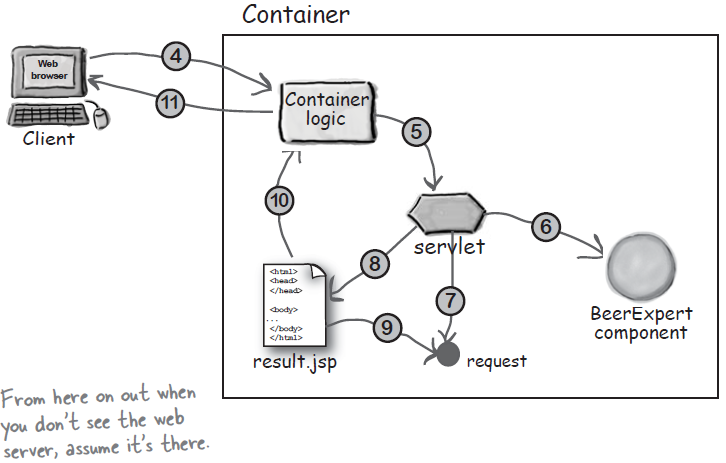 Container
Web
browser
Client
4
11
Container
logic
5
10
servlet
6
8
7
9
<html>
<head>
</head>
<body>
...
</body>
</html>
result.jsp
request
BeerExpert
component
From here on out when
you don't see the web
server, assume it's there.